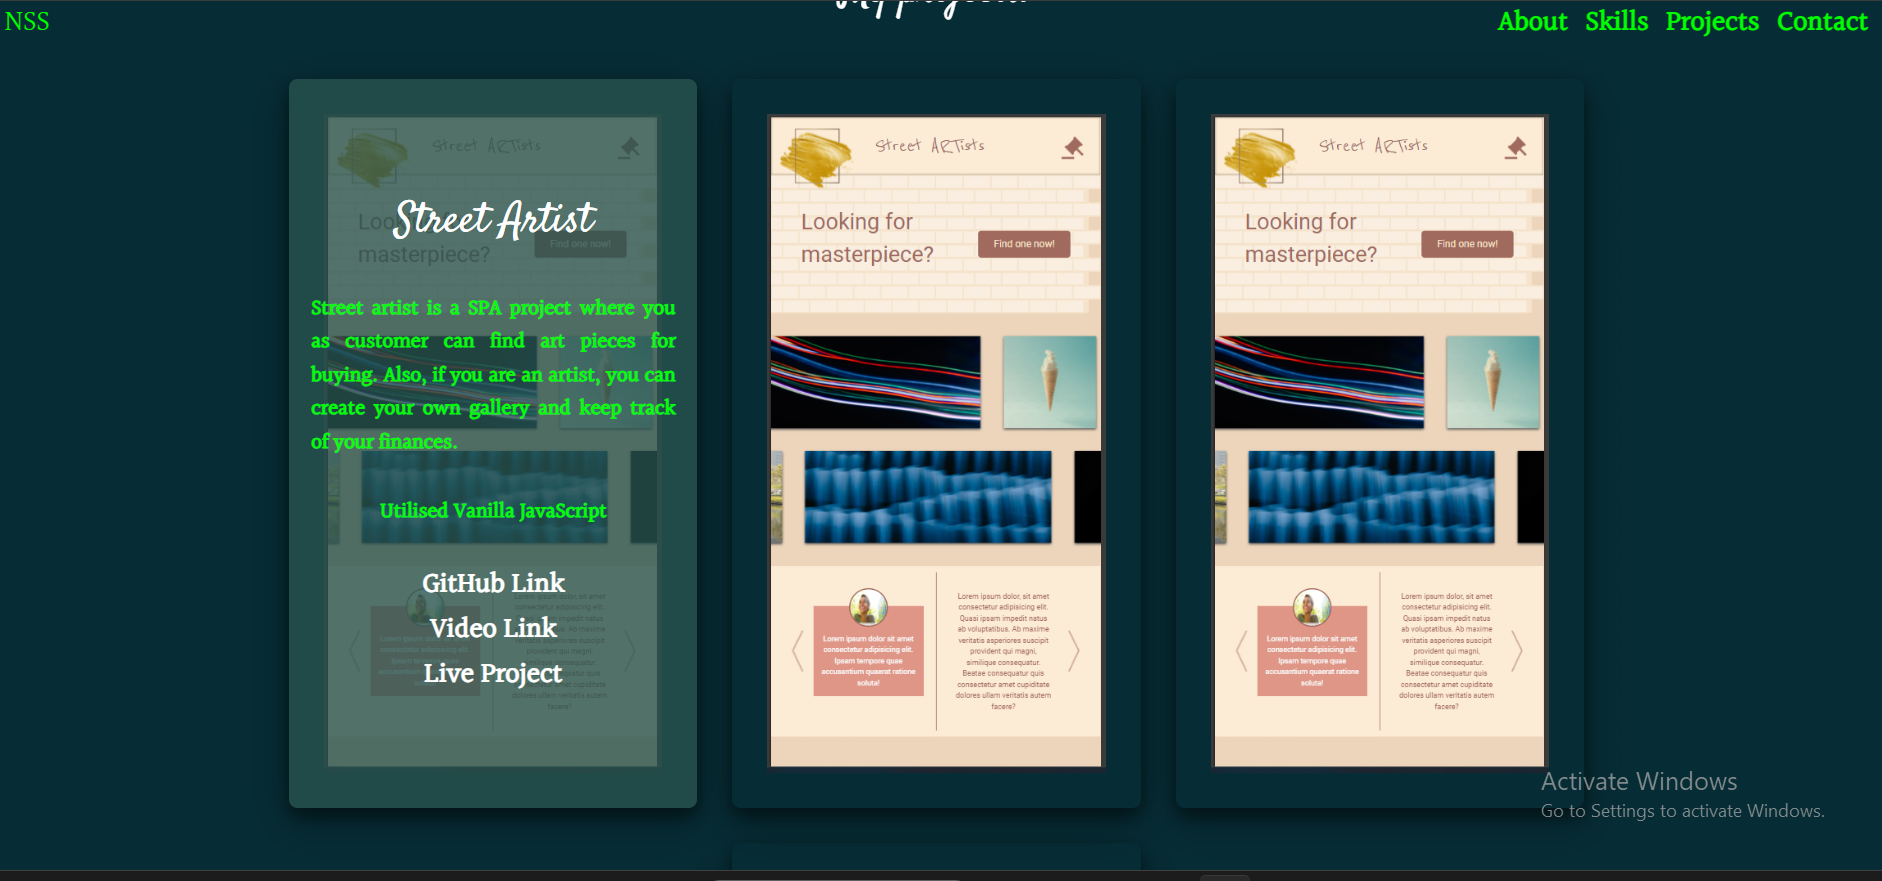 NSS
About Skills Projects Contact
Street Artist
Street artist is a SPA project where you
as customer can find art pieces for
buying. Also, if you are an artist, you can
create your own gallery and keep track
of your finances.
Utilised Vanilla JavaScript
GitHub Link
Video Link
Live Project
Street ARTists
Looking for
masterpiece?
Find one now!
Street ARTists
Looking for
masterpiece?
Find one now!
Lorem ipsum dolor sit amet
consectetur adipisicing elit.
Ipsam tempore quae
accusantium quaerat ratione
soluta!
Lorem ipsum dolor, sit amet
consectetur adipisicing elit.
Quasi ipsam impedit natus
ab voluptatibus. Ab maxime
veritatis asperiores suscipit
provident qui magni,
similique consequatur.
Beatae consequatur quos
consectetur amet cupiditate
dolores ullam veritatis autem
facere?
Street ARTists
Looking for
masterpiece?
Find one now!
Lorem ipsum dolor sit amet
consectetur adipisicing elit.
Ipsam tempore quae
accusantium quaerat ratione
soluta!
Lorem ipsum dolor, sit amet
consectetur adipisicing elit.
Quasi ipsam impedit natus
ab voluptatibus. Ab maxime
veritatis asperiores suscipit
provident qui magni,
similique consequatur.
Beatae consequatur quos
consectetur amet cupiditate
dolores ullam veritatis autem
facere?
Activate Windows
Go to Settings to activate Windows.